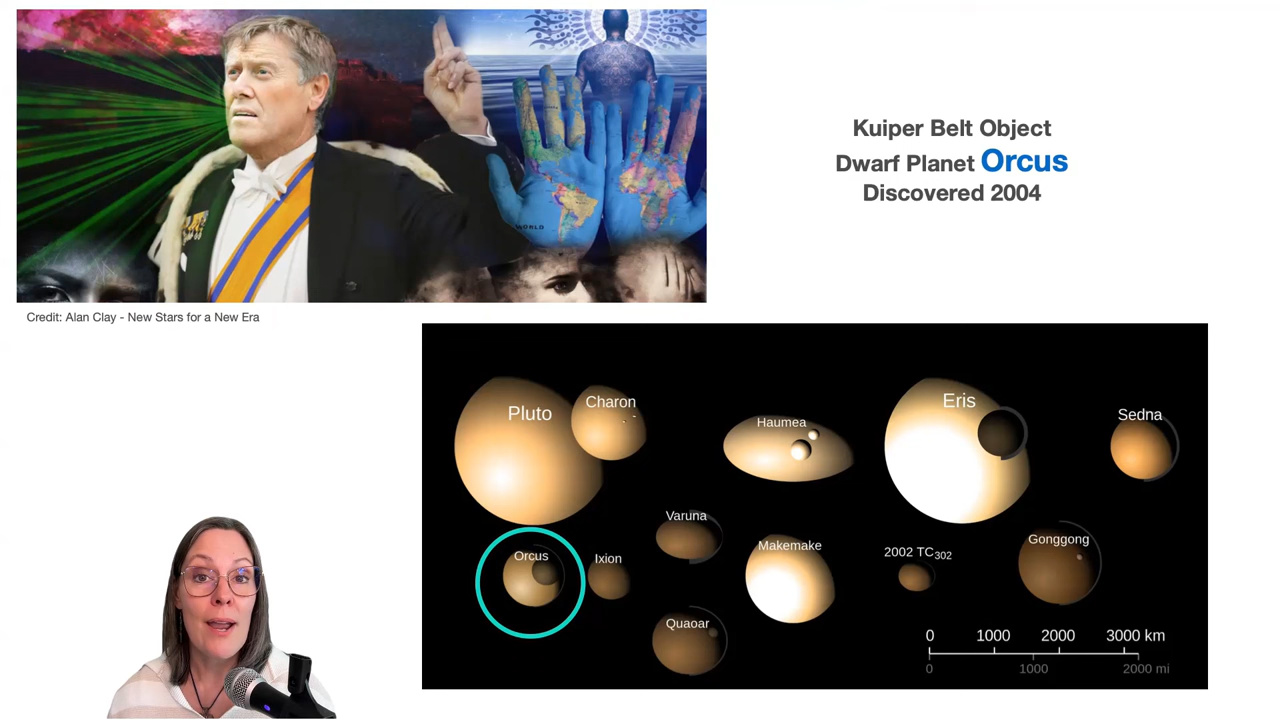 Kuiper Belt Object
Dwarf Planet Orcus
Discovered 2004
WORLD
Credit: Alan Clay - New Stars for a New Era
Pluto
Charon
Haumea
Eris
Sedna
Varuna
Orcus
Ixion
Makemake
2002 TC302
Gonggong
Quaoar
0 1000 2000 3000 km
0 1000 2000 mi